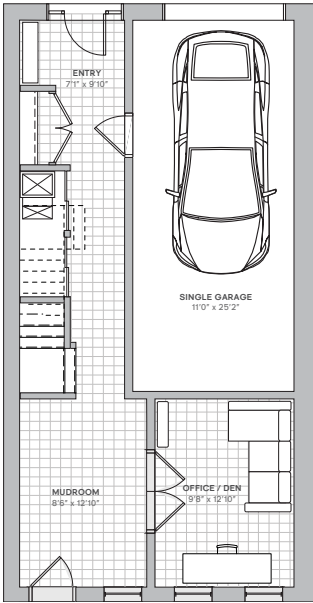 ENTRY
7'1" x 9'10"
SINGLE GARAGE
11'0" x 25'2"
MUDROOM
8'6" x 12'10"
OFFICE / DEN
9'8" x 12'10"